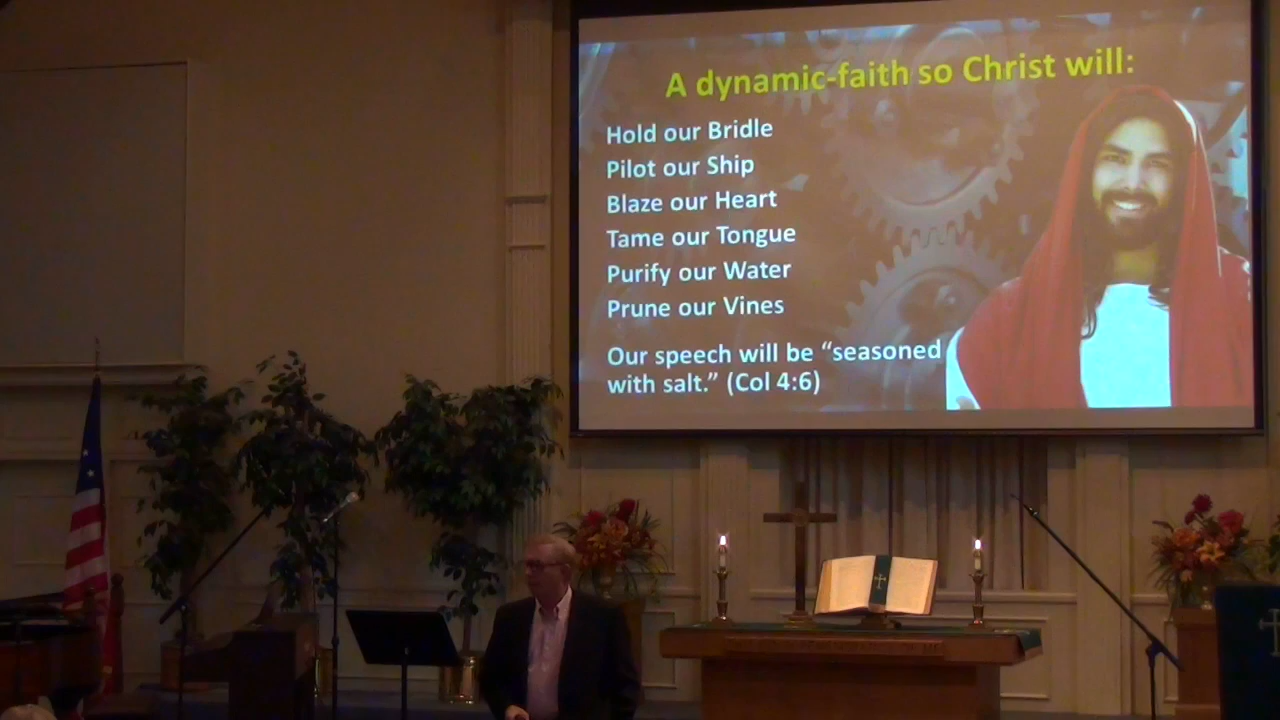 A dynamic-faith so Christ will:
Hold our Bridle
Pilot our Ship
Blaze our Heart
Tame our Tongue
Purify our Water
Prune our Vines
Our speech will be “seasoned
with salt.” (Col 4:6)